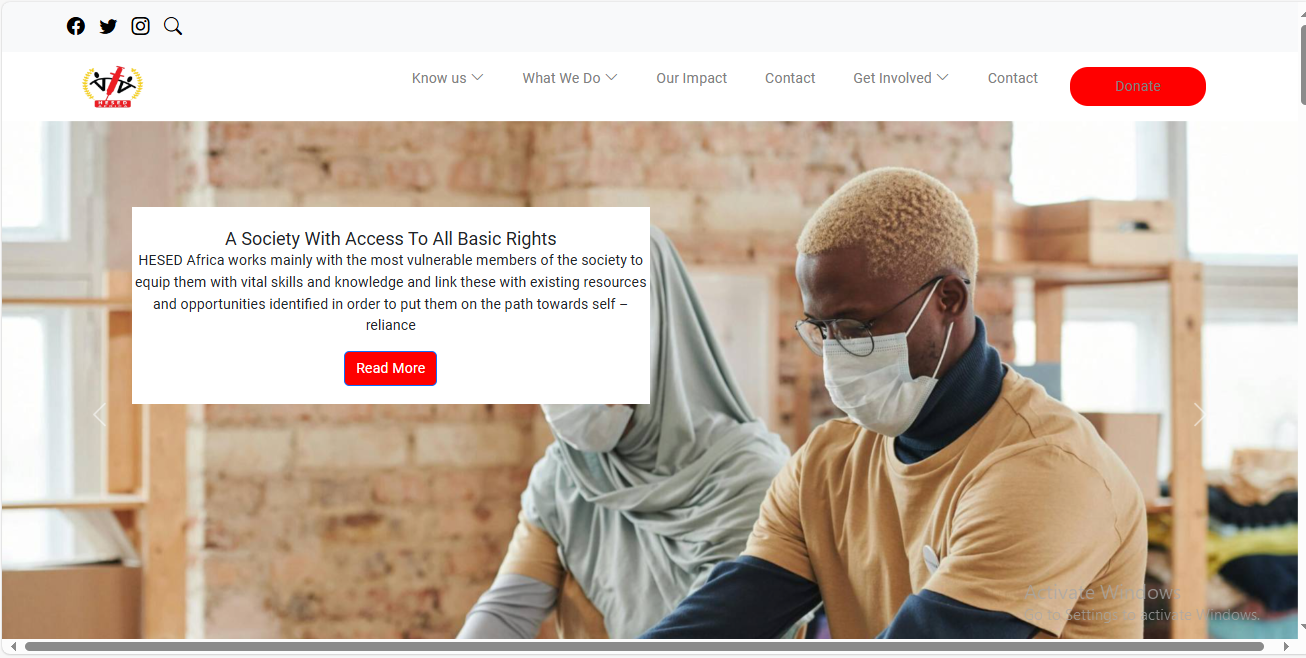 Know us
What We Do
Our Impact
Contact
Get Involved
Contact
Donate
HESED
A Society With Access To All Basic Rights
HESED Africa works mainly with the most vulnerable members of the society to
equip them with vital skills and knowledge and link these with existing resources
and opportunities identified in order to put them on the path towards self –
reliance
Read More
Activate Windows
Go to Settings to activate Windows.